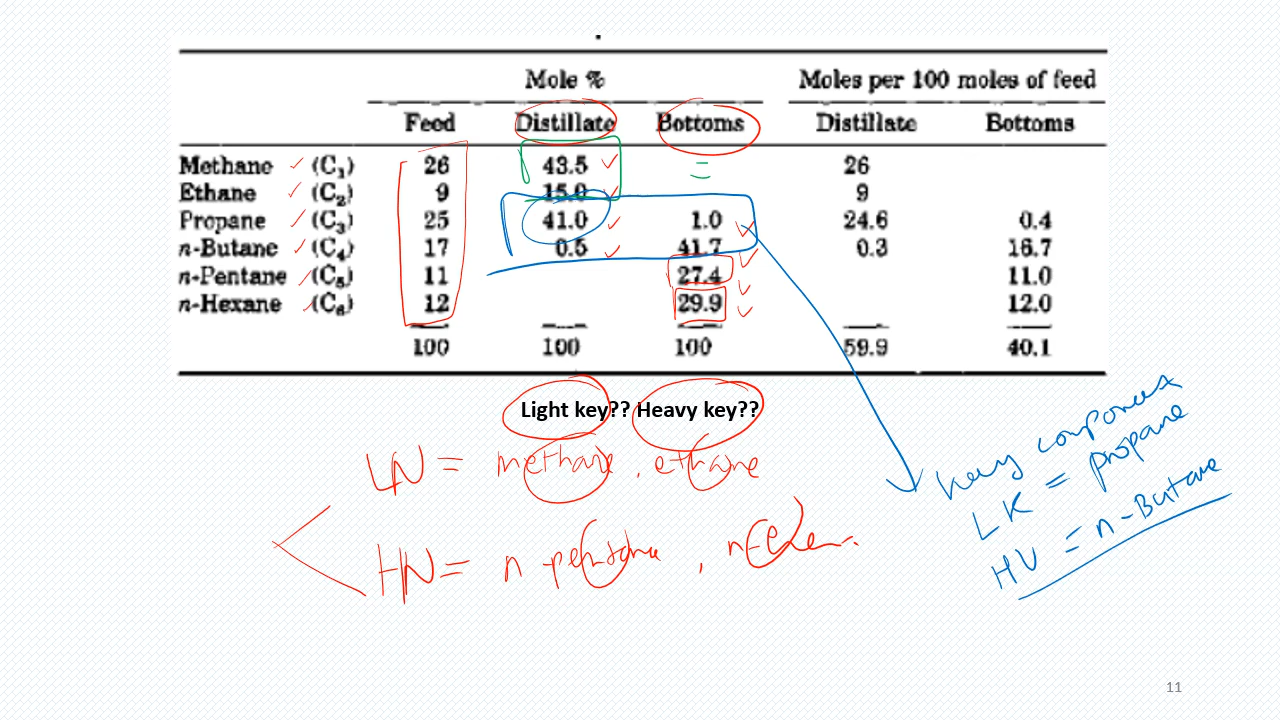 Mole % Moles per 100 moles of feed
Feed Distillate Bottoms Distillate Bottoms
Methane (C₁) 26 43.5 = 26
Ethane (C₂) 9 15.0 9
Propane (C₃) 25 41.0 1.0 24.6 0.4
n-Butane (C₄) 17 0.5 41.7 0.3 16.7
n-Pentane (C₅) 11 27.4 11.0
n-Hexane (C₆) 12 29.9 12.0
100 100 100 59.9 40.1
Light key?? Heavy key??
LN = methane, ethane
HN = n-pentane, n-
key components
LK = propane
HK = n-Butane
11